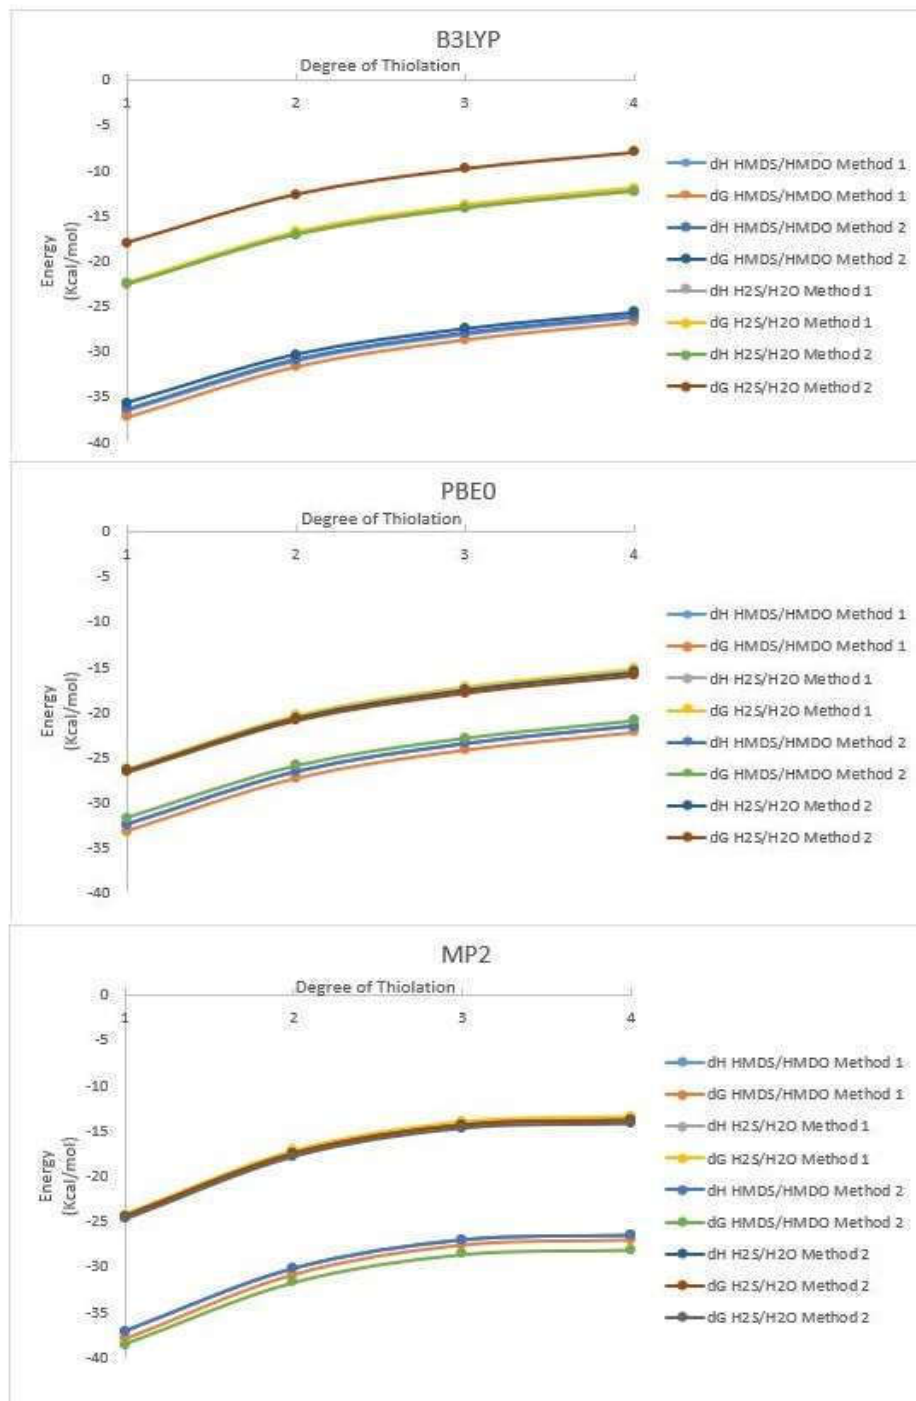 B3LYP
Degree of Thiolation
0
1
2
3
4
-5
-10
-15
-20
-25
-30
-35
-40
Energy
(Kcal/mol)
dH HMDS/HMDO Method 1
dG HMDS/HMDO Method 1
dH HMDS/HMDO Method 2
dG HMDS/HMDO Method 2
dH H2S/H2O Method 1
dG H2S/H2O Method 1
dH H2S/H2O Method 2
dG H2S/H2O Method 2
PBE0
Degree of Thiolation
0
1
2
3
4
-5
-10
-15
-20
-25
-30
-35
-40
Energy
(Kcal/mol)
dH HMDS/HMDO Method 1
dG HMDS/HMDO Method 1
dH H2S/H2O Method 1
dG H2S/H2O Method 1
dH HMDS/HMDO Method 2
dG HMDS/HMDO Method 2
dH H2S/H2O Method 2
dG H2S/H2O Method 2
MP2
Degree of Thiolation
0
1
2
3
4
-5
-10
-15
-20
-25
-30
-35
-40
Energy
(Kcal/mol)
dH HMDS/HMDO Method 1
dG HMDS/HMDO Method 1
dH H2S/H2O Method 1
dG H2S/H2O Method 1
dH HMDS/HMDO Method 2
dG HMDS/HMDO Method 2
dH H2S/H2O Method 2
dG H2S/H2O Method 2
dG H2S/H2O Method 2